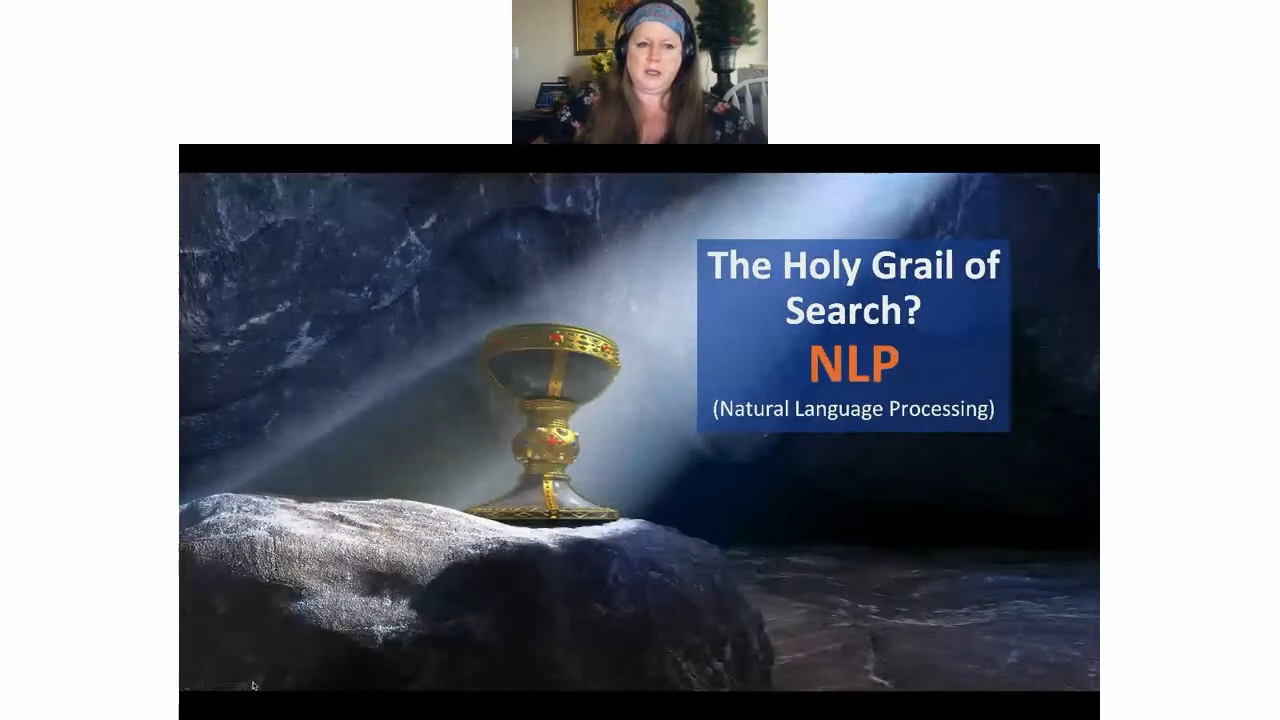 The Holy Grail of
Search?
NLP
(Natural Language Processing)